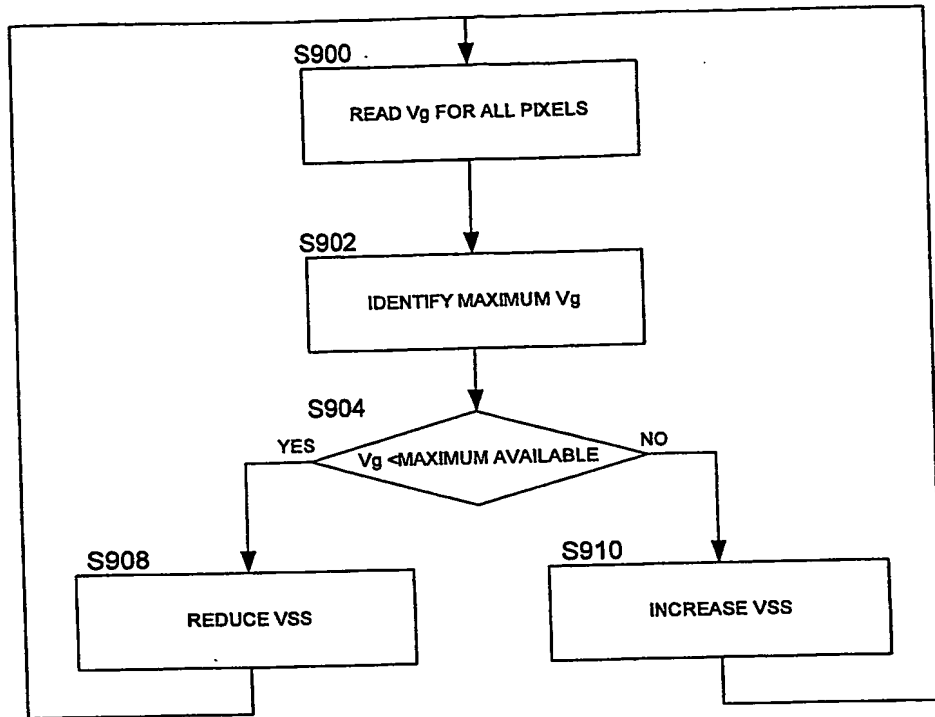 S900
READ Vg FOR ALL PIXELS
S902
IDENTIFY MAXIMUM Vg
S904
YES
Vg <MAXIMUM AVAILABLE
NO
S908
REDUCE VSS
S910
INCREASE VSS